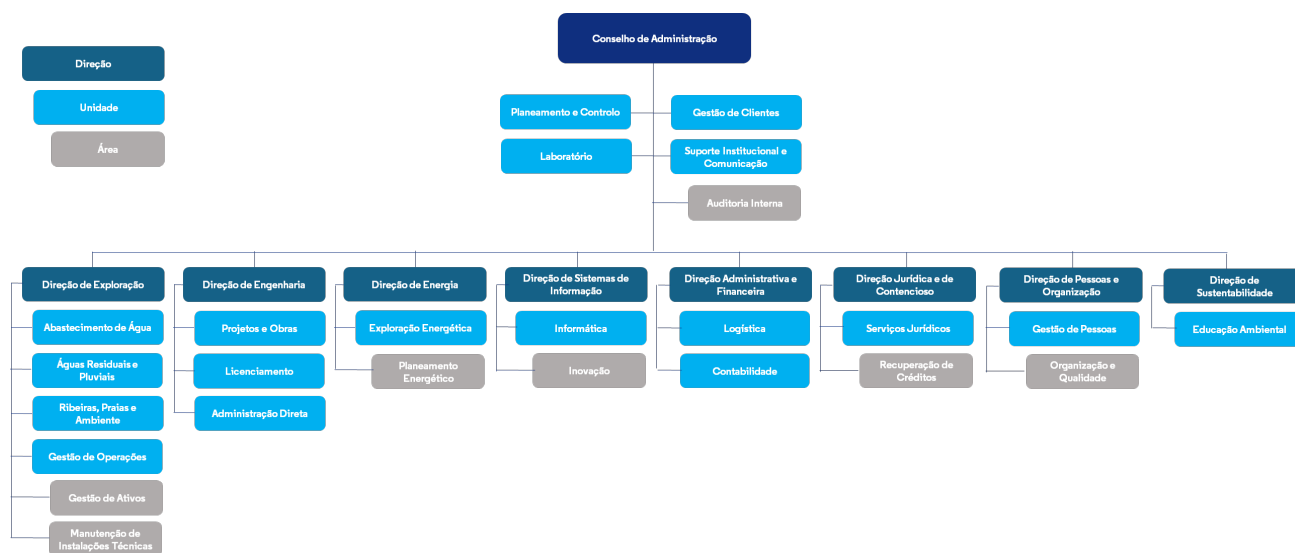 Conselho de Administração
Direção
Unidade
Área
Planeamento e Controlo
Gestão de Clientes
Laboratório
Suporte Institucional e
Comunicação
Auditoria Interna
Direção de Exploração
Abastecimento de Água
Águas Residuais e
Pluviais
Ribeiras, Praias e
Ambiente
Gestão de Operações
Gestão de Ativos
Manutenção de
Instalações Técnicas
Direção de Engenharia
Projetos e Obras
Licenciamento
Administração Direta
Direção de Energia
Exploração Energética
Planeamento
Energético
Direção de Sistemas de
Informação
Informática
Inovação
Direção Administrativa e
Financeira
Logística
Contabilidade
Direção Jurídica e de
Contencioso
Serviços Jurídicos
Recuperação de
Créditos
Direção de Pessoas e
Organização
Gestão de Pessoas
Organização e
Qualidade
Direção de
Sustentabilidade
Educação Ambiental